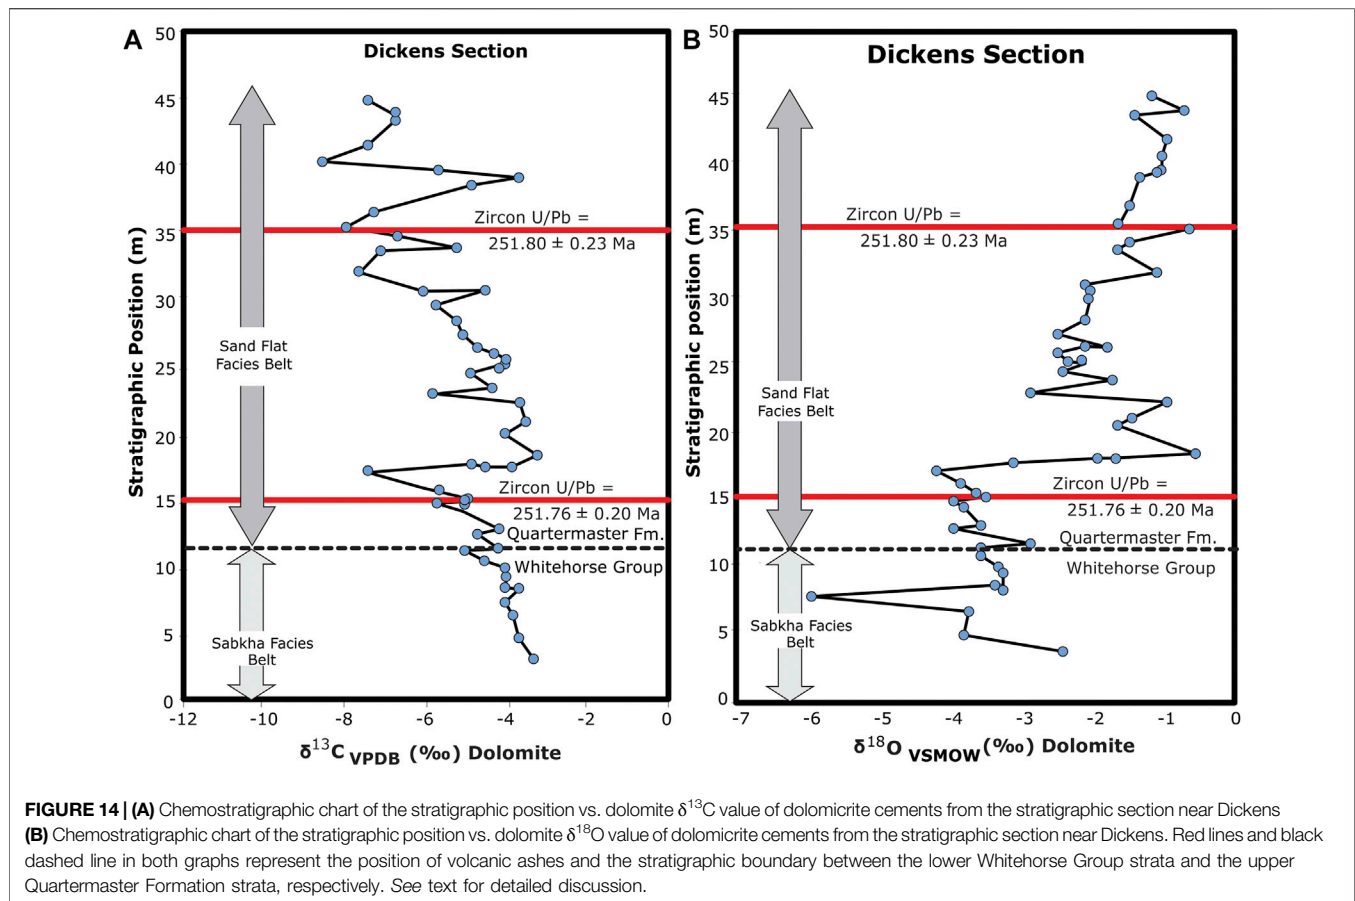 A
Dickens Section
50
45
40
35
30
25
20
15
10
5
0
Stratigraphic Position (m)
Zircon U/Pb =
251.80 ± 0.23 Ma
Sand Flat
Facies Belt
Zircon U/Pb =
251.76 ± 0.20 Ma
Quartermaster Fm.
Whitehorse Group
Sabkha Facies
Belt
-12 -10 -8 -6 -4 -2 0
δ13C VPDB (‰) Dolomite
B
Dickens Section
50
45
40
35
30
25
20
15
10
5
0
Stratigraphic position (m)
Zircon U/Pb =
251.80 ± 0.23 Ma
Sand Flat
Facies Belt
Zircon U/Pb =
251.76 ± 0.20 Ma
Quartermaster Fm.
Whitehorse Group
Sabkha Facies
Belt
-7 -6 -5 -4 -3 -2 -1 0
δ18O VSMOW (‰) Dolomite
FIGURE 14 | (A) Chemostratigraphic chart of the stratigraphic position vs. dolomite δ13C value of dolomicrite cements from the stratigraphic section near Dickens
(B) Chemostratigraphic chart of the stratigraphic position vs. dolomite δ18O value of dolomicrite cements from the stratigraphic section near Dickens. Red lines and black
dashed line in both graphs represent the position of volcanic ashes and the stratigraphic boundary between the lower Whitehorse Group strata and the upper
Quartermaster Formation strata, respectively. See text for detailed discussion.